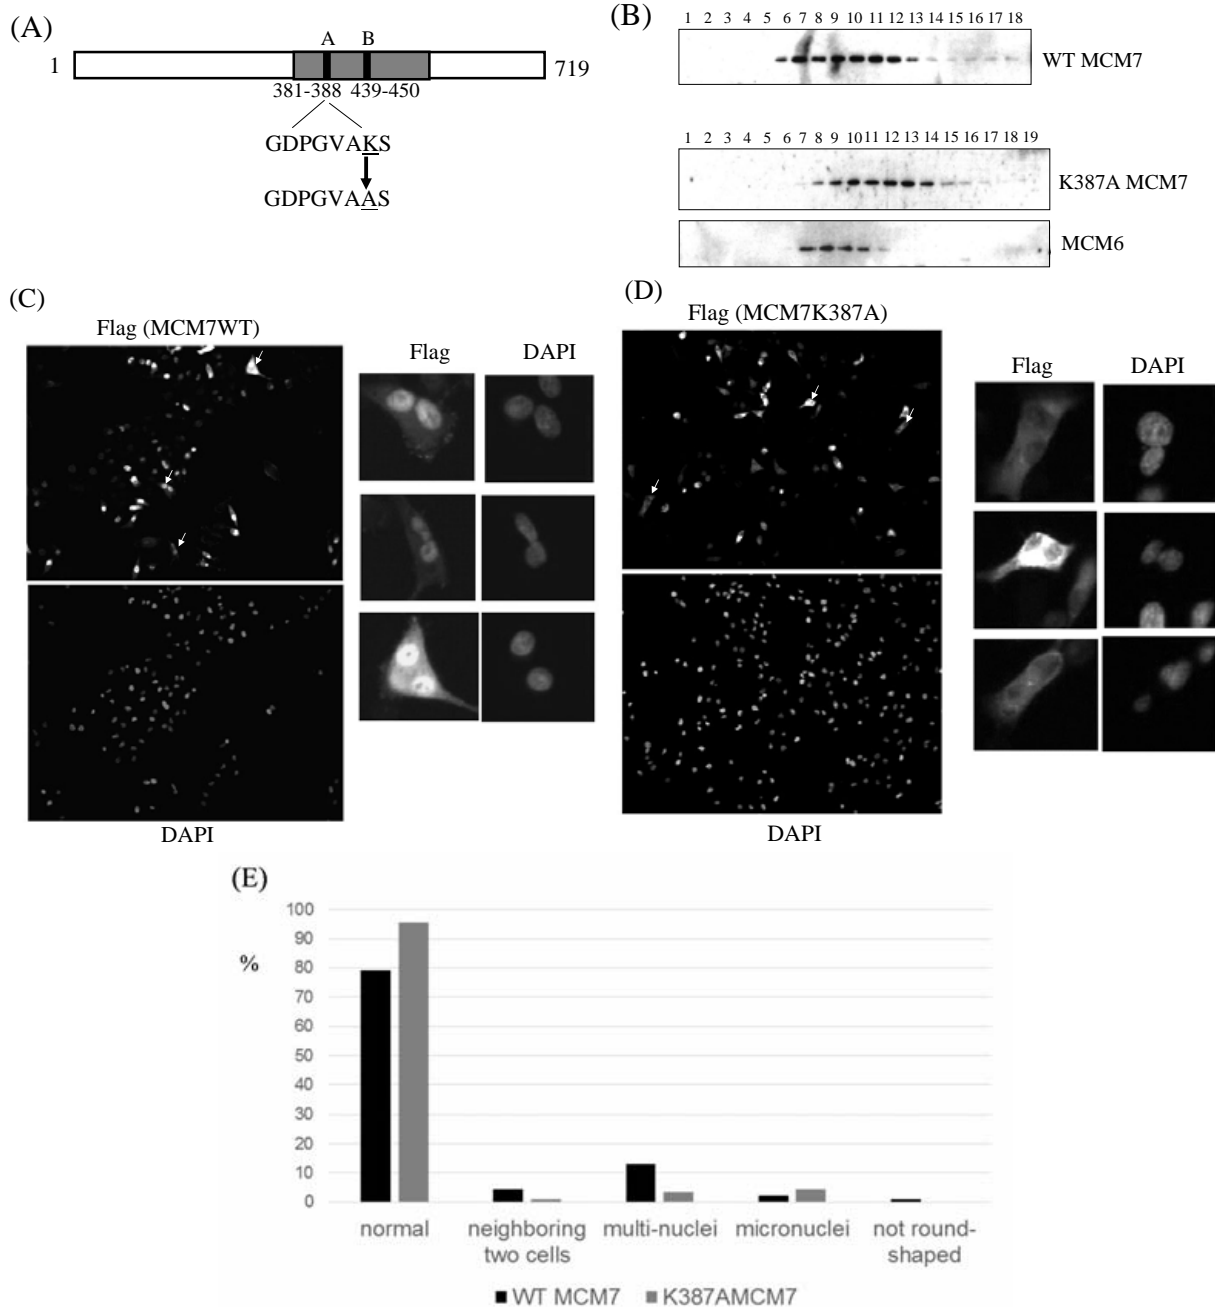 (A)
A B
1 719
381-388 439-450
GDPGVAKS
GDPGVAAS
(B)
1 2 3 4 5 6 7 8 9 10 11 12 13 14 15 16 17 18
WT MCM7
1 2 3 4 5 6 7 8 9 10 11 12 13 14 15 16 17 18 19
K387A MCM7
MCM6
(C)
Flag (MCM7WT)
Flag DAPI
DAPI
(D)
Flag (MCM7K387A)
Flag DAPI
DAPI
(E)
%
100
90
80
70
60
50
40
30
20
10
0
normal
neighboring
two cells
multi-nuclei
micronuclei
not round-
shaped
WT MCM7 K387AMCM7